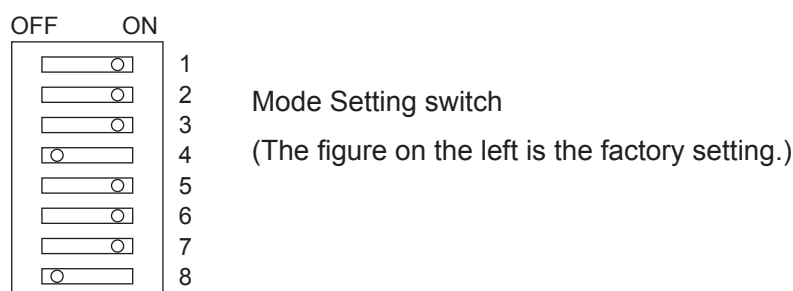 OFF ON
1
2
Mode Setting switch
3
4
(The figure on the left is the factory setting.)
5
6
7
8